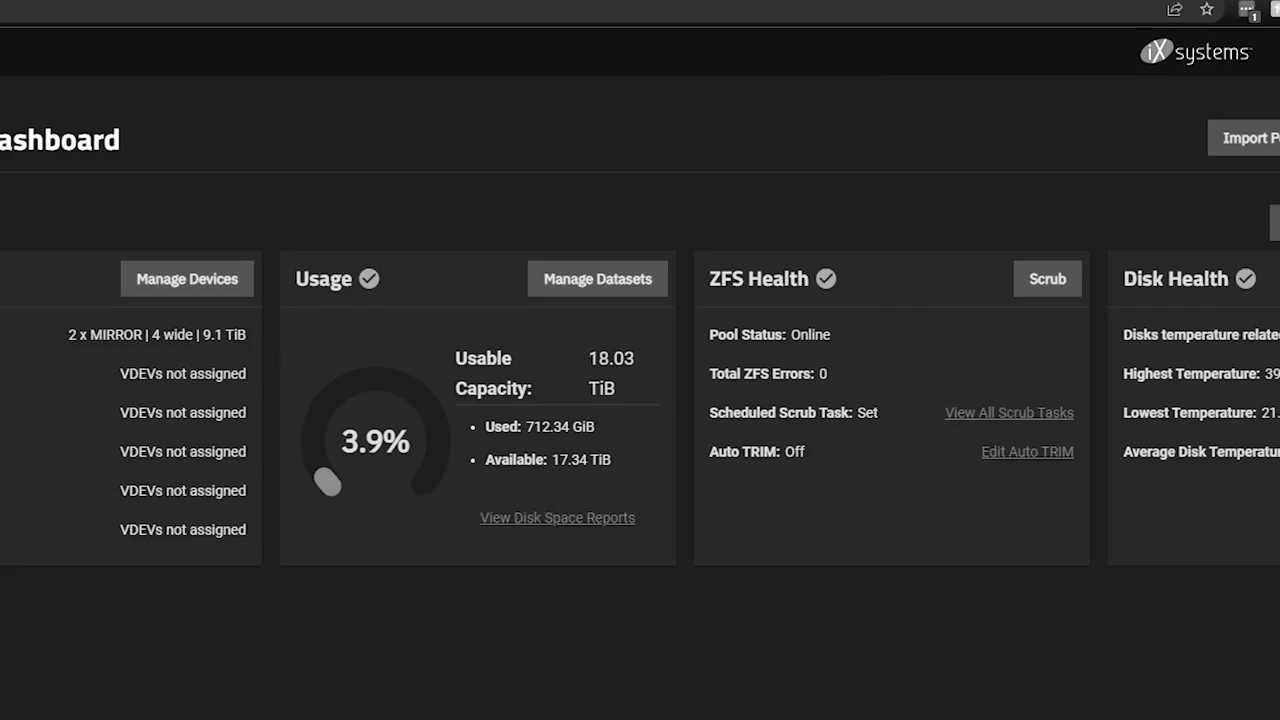 1
iX systems
ashboard
Import P
Manage Devices
2 x MIRROR | 4 wide | 9.1 TiB
VDEVs not assigned
VDEVs not assigned
VDEVs not assigned
VDEVs not assigned
VDEVs not assigned
Usage
Manage Datasets
3.9%
Usable Capacity:
18.03 TiB
• Used: 712.34 GiB
• Available: 17.34 TiB
View Disk Space Reports
ZFS Health
Scrub
Pool Status: Online
Total ZFS Errors: 0
Scheduled Scrub Task: Set
View All Scrub Tasks
Auto TRIM: Off
Edit Auto TRIM
Disk Health
Disks temperature relate
Highest Temperature: 39
Lowest Temperature: 21.
Average Disk Temperatu